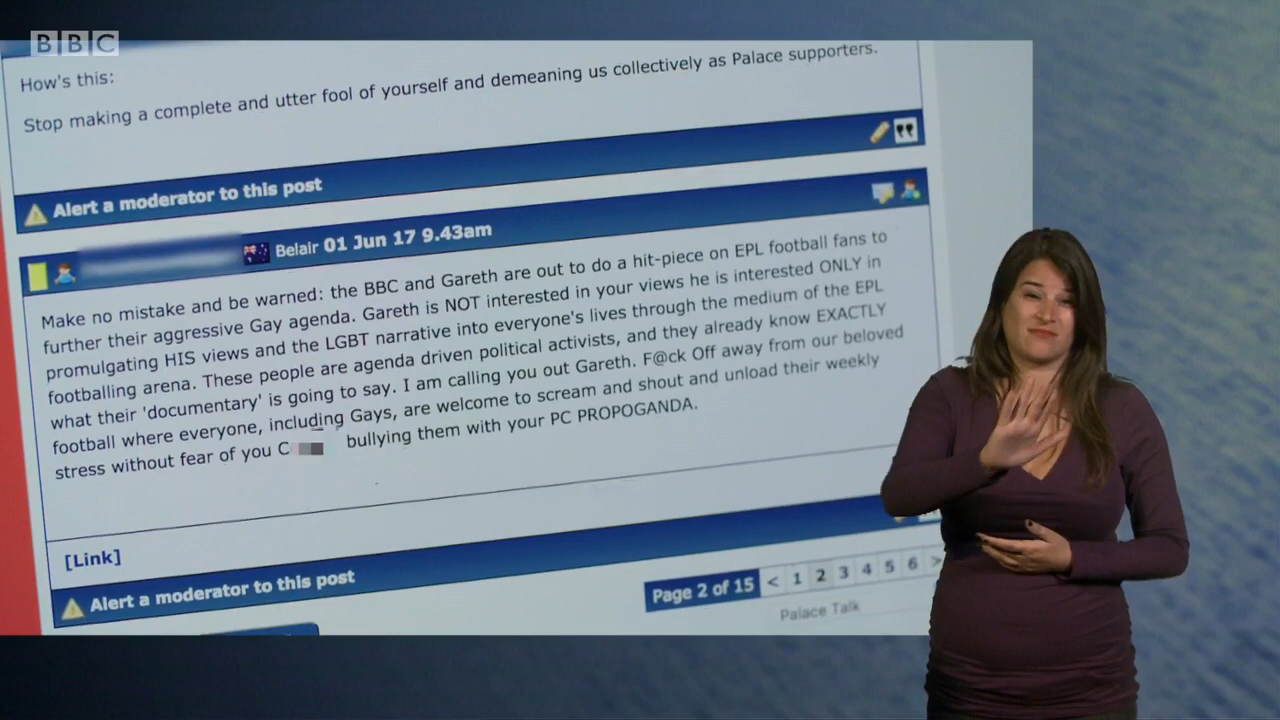 BBC
How's this:
Stop making a complete and utter fool of yourself and demeaning us collectively as Palace supporters.
Alert a moderator to this post
Belair 01 Jun 17 9.43am
Make no mistake and be warned: the BBC and Gareth are out to do a hit-piece on EPL football fans to
further their aggressive Gay agenda. Gareth is NOT interested in your views he is interested ONLY in
promulgating HIS views and the LGBT narrative into everyone's lives through the medium of the EPL
footballing arena. These people are agenda driven political activists, and they already know EXACTLY
what their 'documentary' is going to say. I am calling you out Gareth. F@ck Off away from our beloved
football where everyone, including Gays, are welcome to scream and shout and unload their weekly
stress without fear of you C bullying them with your PC PROPOGANDA.
[Link]
Alert a moderator to this post
Page 2 of 15 < 1 2 3 4 5 6 >
Palace Talk